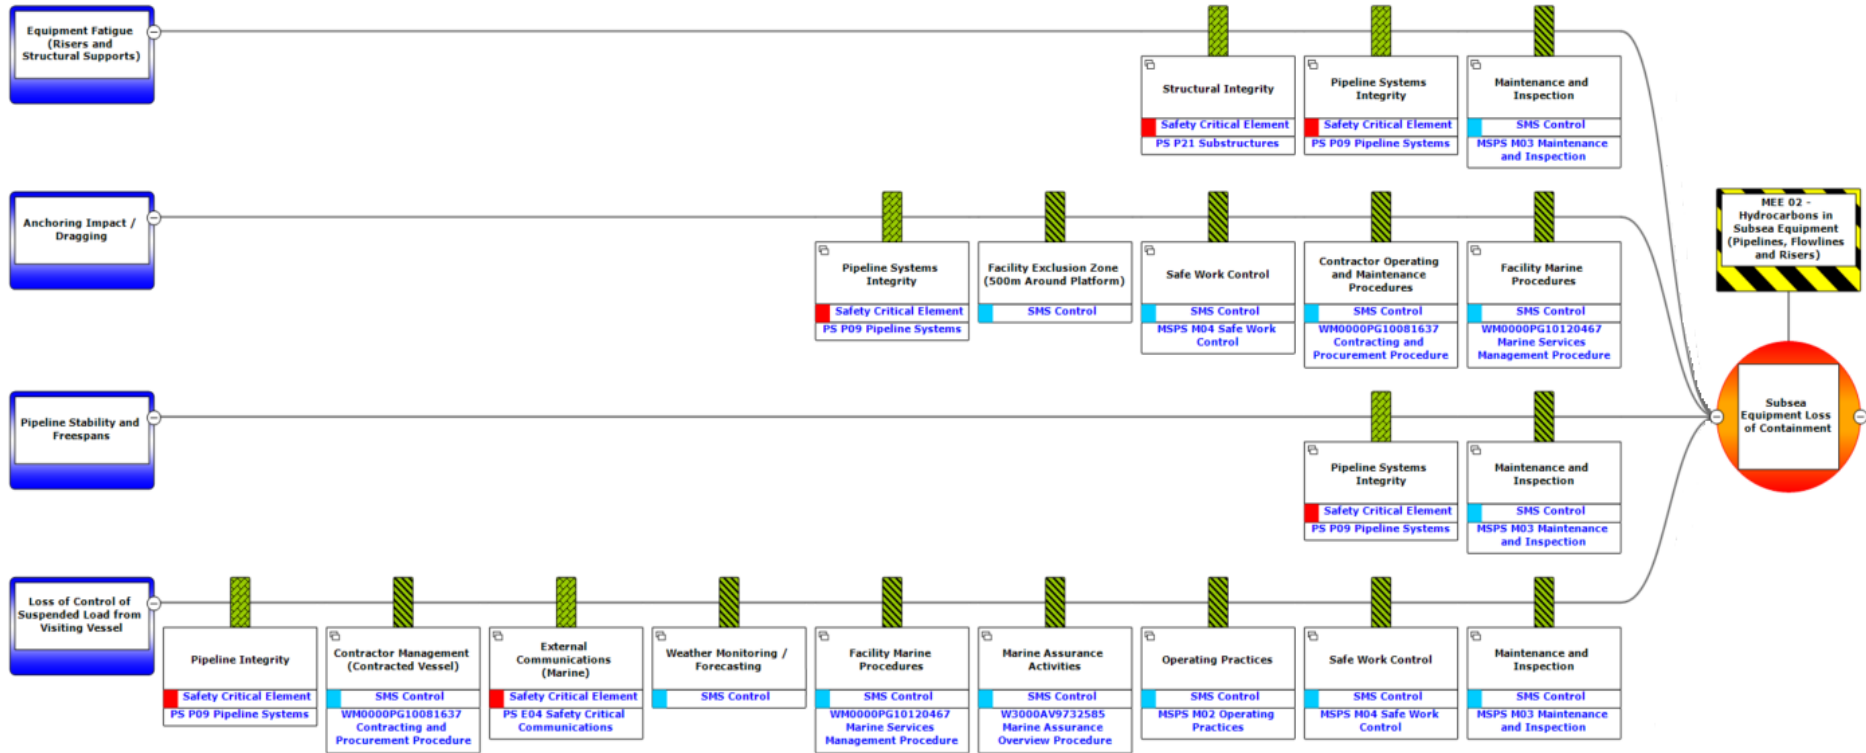 Equipment Fatigue
(Risers and
Structural Supports)
Structural Integrity
Safety Critical Element
PS P21 Substructures
Pipeline Systems
Integrity
Safety Critical Element
PS P09 Pipeline Systems
Maintenance and
Inspection
SMS Control
MSPS M03 Maintenance
and Inspection
Anchoring Impact /
Dragging
Pipeline Systems
Integrity
Safety Critical Element
PS P09 Pipeline Systems
Facility Exclusion Zone
(500m Around Platform)
SMS Control
Safe Work Control
SMS Control
MSPS M04 Safe Work
Control
Contractor Operating
and Maintenance
Procedures
SMS Control
WM0000PG10081637
Contracting and
Procurement Procedure
Facility Marine
Procedures
SMS Control
WM0000PG10120467
Marine Services
Management Procedure
MEE 02 -
Hydrocarbons in
Subsea Equipment
(Pipelines, Flowlines
and Risers)
Subsea
Equipment Loss
of Containment
Pipeline Stability and
Freespans
Pipeline Systems
Integrity
Safety Critical Element
PS P09 Pipeline Systems
Maintenance and
Inspection
SMS Control
MSPS M03 Maintenance
and Inspection
Loss of Control of
Suspended Load from
Visiting Vessel
Pipeline Integrity
Safety Critical Element
PS P09 Pipeline Systems
Contractor Management
(Contracted Vessel)
SMS Control
WM0000PG10081637
Contracting and
Procurement Procedure
External
Communications
(Marine)
Safety Critical Element
PS E04 Safety Critical
Communications
Weather Monitoring /
Forecasting
SMS Control
Facility Marine
Procedures
SMS Control
WM0000PG10120467
Marine Services
Management Procedure
Marine Assurance
Activities
SMS Control
W3000AV9732585
Marine Assurance
Overview Procedure
Operating Practices
SMS Control
MSPS M02 Operating
Practices
Safe Work Control
SMS Control
MSPS M04 Safe Work
Control
Maintenance and
Inspection
SMS Control
MSPS M03 Maintenance
and Inspection